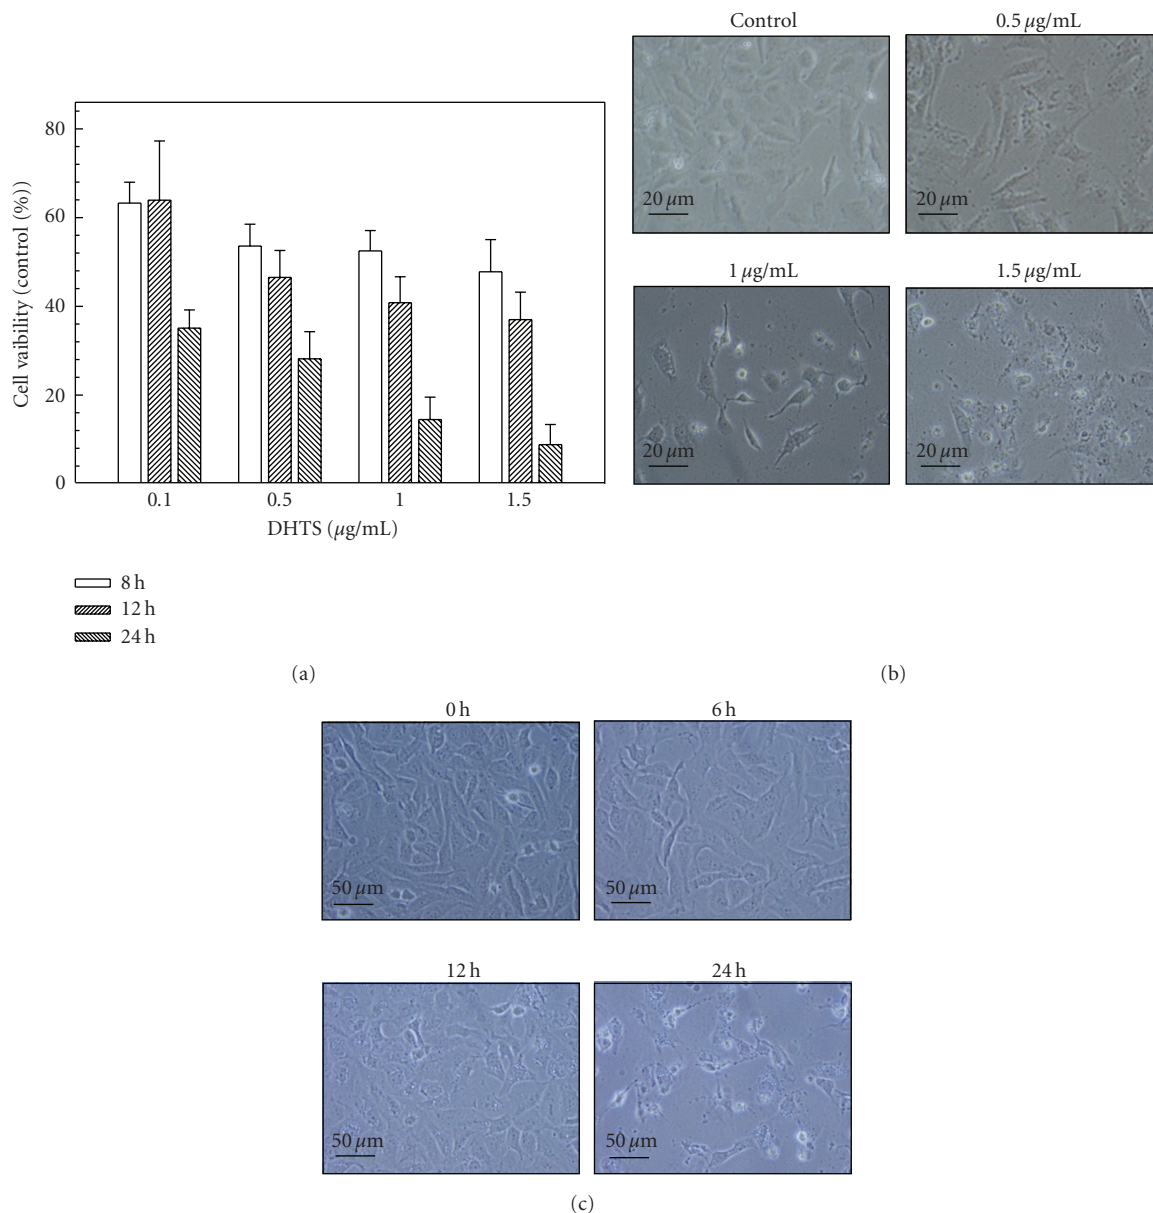 80
60
40
20
0
Cell vaibility (control (%))
0.1 0.5 1 1.5
DHTS (µg/mL)
8 h
12 h
24 h
(a)
Control 0.5 µg/mL
20 µm 20 µm
1 µg/mL 1.5 µg/mL
20 µm 20 µm
(b)
0 h 6 h
50 µm 50 µm
12 h 24 h
50 µm 50 µm
(c)